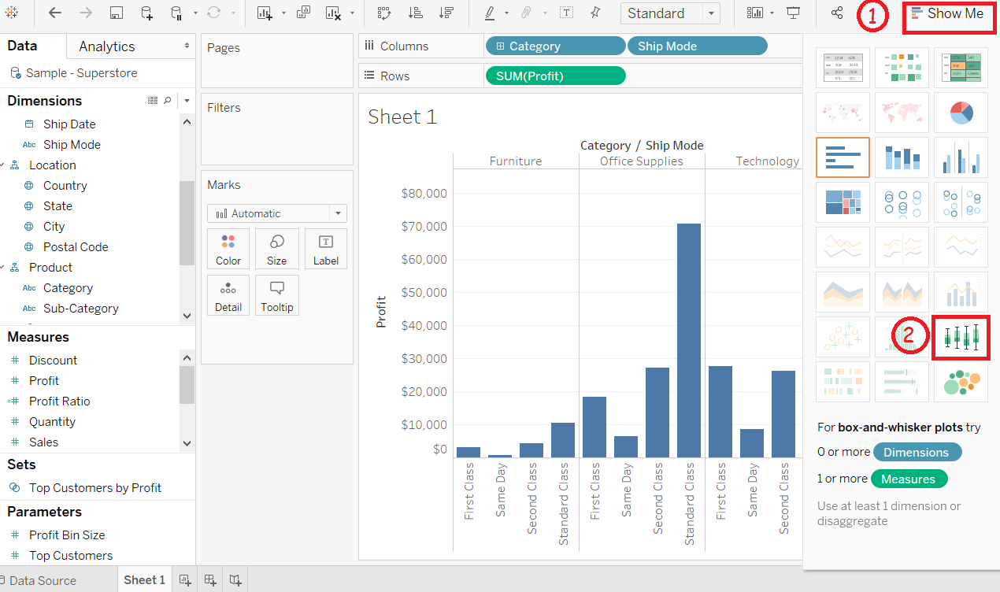 Standard
1
Show Me
Data
Analytics
Sample - Superstore
Dimensions
Ship Date
Abc Ship Mode
Location
Country
State
City
Postal Code
Product
Abc Category
Abc Sub-Category
Measures
# Discount
# Profit
=# Profit Ratio
# Quantity
# Sales
Sets
Top Customers by Profit
Parameters
# Profit Bin Size
# Top Customers
Pages
Filters
Marks
Automatic
Color
Size
T
Label
Detail
Tooltip
Columns
Category
Ship Mode
Rows
SUM(Profit)
Sheet 1
Category / Ship Mode
Furniture
Office Supplies
Technology
Profit
$80,000
$70,000
$60,000
$50,000
$40,000
$30,000
$20,000
$10,000
$0
First Class
Same Day
Second Class
Standard Class
First Class
Same Day
Second Class
Standard Class
First Class
Same Day
Second Class
2
For box-and-whisker plots try
0 or more Dimensions
1 or more Measures
Use at least 1 dimension or
disaggregate
Data Source
Sheet 1